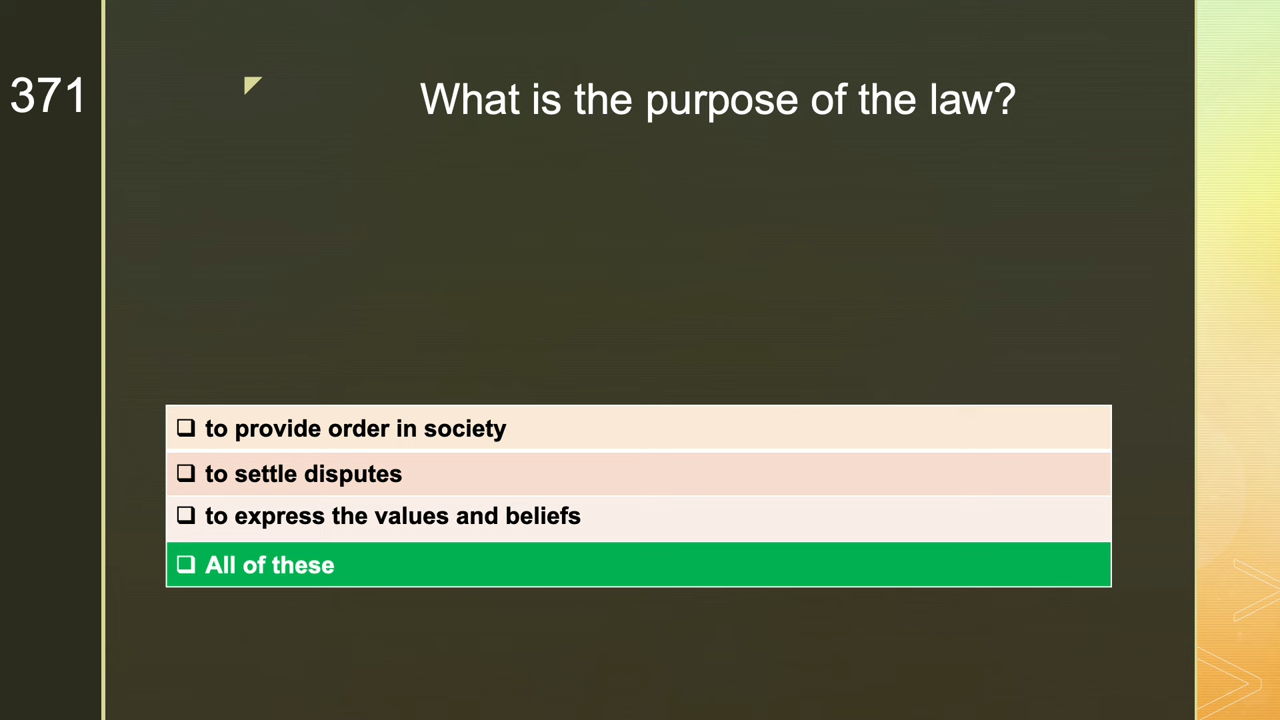 371
What is the purpose of the law?
❑ to provide order in society
❑ to settle disputes
❑ to express the values and beliefs
❑ All of these